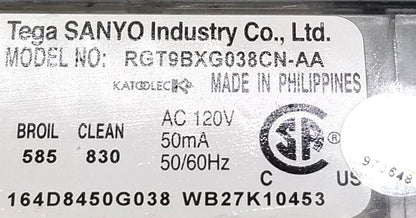 Tega SANYO Industry Co., Ltd.
MODEL NO: RGT9BXG038CN-AA
KATOOLEC MADE IN PHILIPPINES
BROIL CLEAN AC 120V
585 830 50mA
50/60Hz
SP ®
C US
164D8450G038 WB27K10453